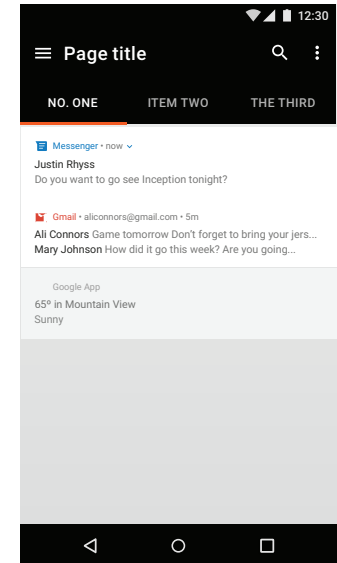 12:30
Page title
NO. ONE ITEM TWO THE THIRD
Messenger • now
Justin Rhyss
Do you want to go see Inception tonight?
Gmail • aliconnors@gmail.com • 5m
Ali Connors Game tomorrow Don't forget to bring your jers...
Mary Johnson How did it go this week? Are you going...
Google App
65º in Mountain View
Sunny